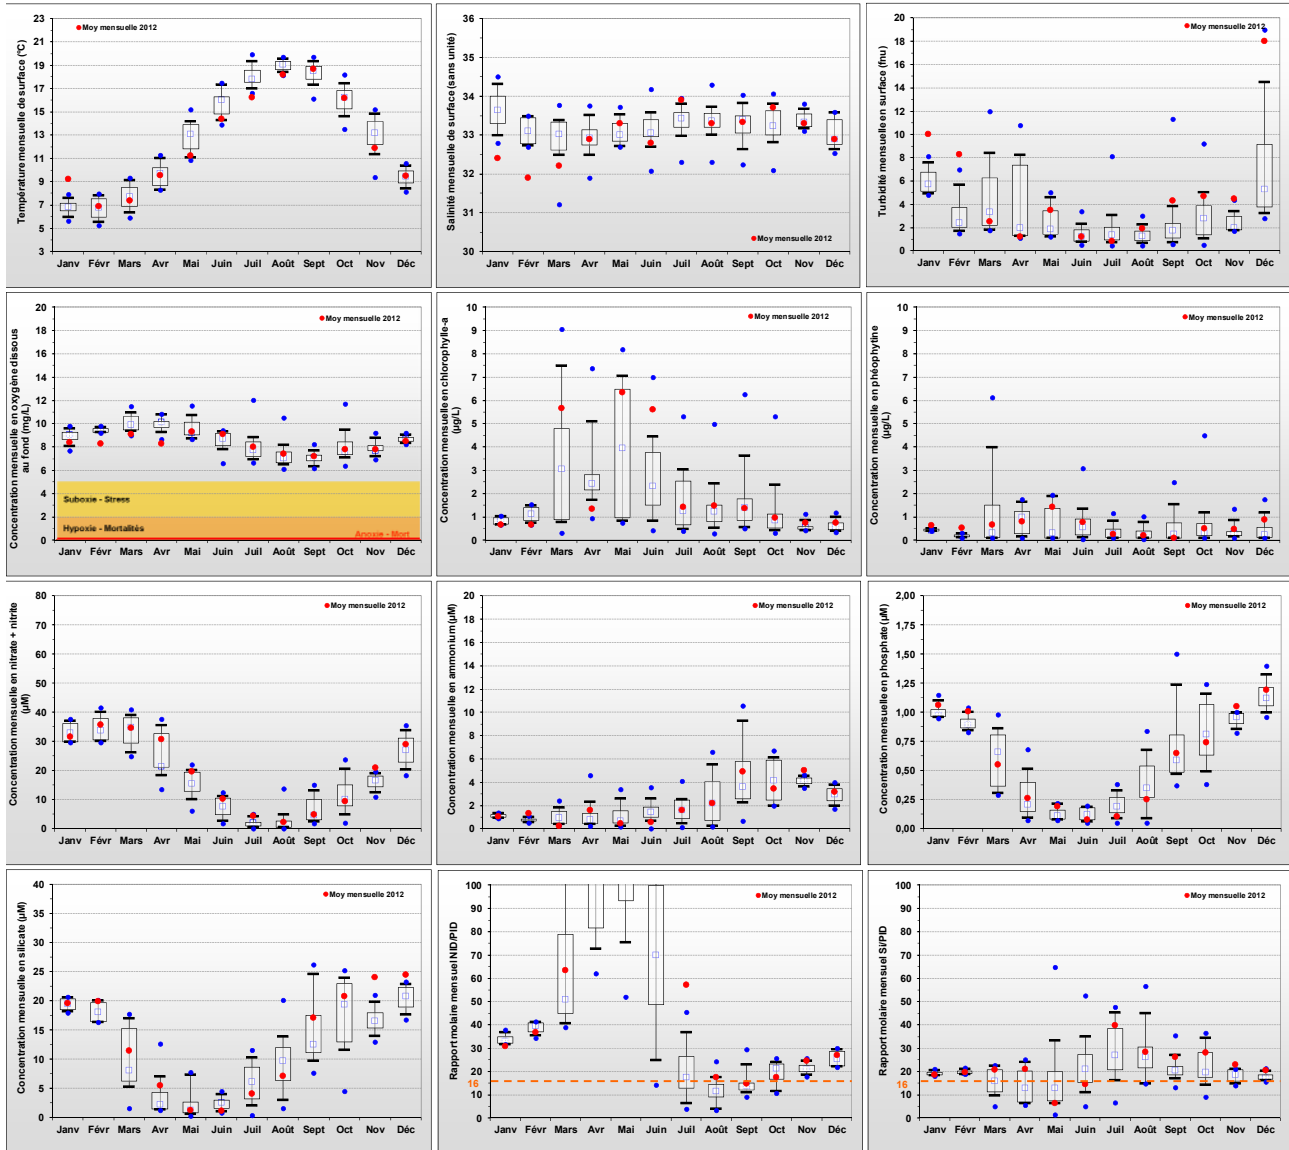 Température mensuelle de surface (°C)
23
21
19
17
15
13
11
9
7
5
3
Moy mensuelle 2012
Janv Févr Mars Avr Mai Juin Juil Août Sept Oct Nov Déc
Salinité mensuelle de surface (sans unité)
36
35
34
33
32
31
30
Moy mensuelle 2012
Janv Févr Mars Avr Mai Juin Juil Août Sept Oct Nov Déc
Turbidité mensuelle en surface (fnu)
20
18
16
14
12
10
8
6
4
2
0
Moy mensuelle 2012
Janv Févr Mars Avr Mai Juin Juil Août Sept Oct Nov Déc
Concentration mensuelle en oxygène dissous
au fond (mg/L)
20
18
16
14
12
10
8
6
4
2
0
Moy mensuelle 2012
Suboxie - Stress
Hypoxie - Mortalités
Anoxie - Mort
Janv Févr Mars Avr Mai Juin Juil Août Sept Oct Nov Déc
Concentration mensuelle en chlorophylle-a
(µg/L)
10
9
8
7
6
5
4
3
2
1
0
Moy mensuelle 2012
Janv Févr Mars Avr Mai Juin Juil Août Sept Oct Nov Déc
Concentration mensuelle en phéophytine
(µg/L)
10
9
8
7
6
5
4
3
2
1
0
Moy mensuelle 2012
Janv Févr Mars Avr Mai Juin Juil Août Sept Oct Nov Déc
Concentration mensuelle en nitrate + nitrite
(µM)
80
70
60
50
40
30
20
10
0
Moy mensuelle 2012
Janv Févr Mars Avr Mai Juin Juil Août Sept Oct Nov Déc
Concentration mensuelle en ammonium (µM)
20
18
16
14
12
10
8
6
4
2
0
Moy mensuelle 2012
Janv Févr Mars Avr Mai Juin Juil Août Sept Oct Nov Déc
Concentration mensuelle en phosphate (µM)
2,00
1,75
1,50
1,25
1,00
0,75
0,50
0,25
0,00
Moy mensuelle 2012
Janv Févr Mars Avr Mai Juin Juil Août Sept Oct Nov Déc
Concentration mensuelle en silicate (µM)
40
35
30
25
20
15
10
5
0
Moy mensuelle 2012
Janv Févr Mars Avr Mai Juin Juil Août Sept Oct Nov Déc
Rapport molaire mensuel NID/PID
100
90
80
70
60
50
40
30
20
16
10
0
Moy mensuelle 2012
Janv Févr Mars Avr Mai Juin Juil Août Sept Oct Nov Déc
Rapport molaire mensuel Si/PID
100
90
80
70
60
50
40
30
20
16
10
0
Moy mensuelle 2012
Janv Févr Mars Avr Mai Juin Juil Août Sept Oct Nov Déc